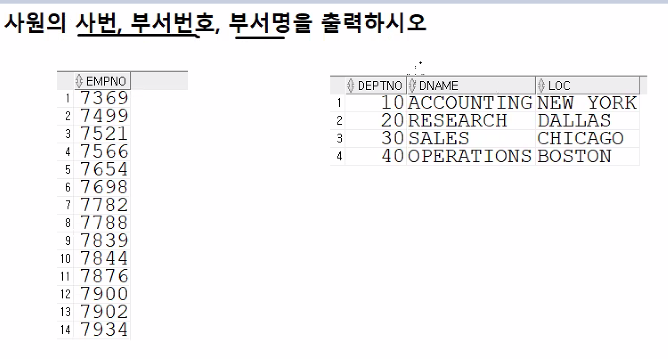 사원의 사번, 부서번호, 부서명을 출력하시오
EMPNO
1 7369
2 7499
3 7521
4 7566
5 7654
6 7698
7 7782
8 7788
9 7839
10 7844
11 7876
12 7900
13 7902
14 7934
DEPTNO DNAME LOC
1 10 ACCOUNTING NEW YORK
2 20 RESEARCH DALLAS
3 30 SALES CHICAGO
4 40 OPERATIONS BOSTON